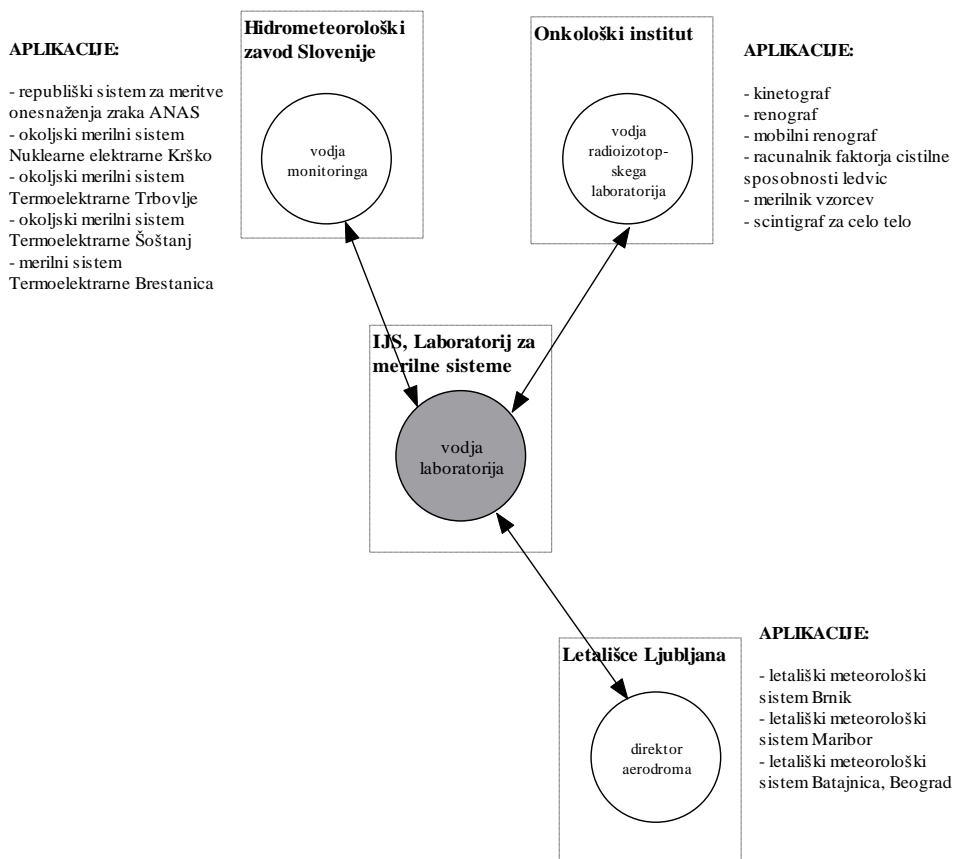 Hidrometeorološki
zavod Slovenije
APLIKACIJE:
- republiški sistem za meritve
onesnaženja zraka ANAS
- okoljski merilni sistem
Nuklearne elektrarne Krško
- okoljski merilni sistem
Termoelektrarne Trbovlje
- okoljski merilni sistem
Termoelektrarne Šoštanj
- merilni sistem
Termoelektrarne Brestanica
vodja
monitoringa
Onkološki institut
vodja
radioizotop-
skega
laboratorija
APLIKACIJE:
- kinetograf
- renograf
- mobilni renograf
- racunalnik faktorja cistilne
sposobnosti ledvic
- merilnik vzorcev
- scintigraf za celo telo
IJS, Laboratorij za
merilne sisteme
vodja
laboratorija
Letališce Ljubljana
direktor
aerodroma
APLIKACIJE:
- letališki meteorološki
sistem Brnik
- letališki meteorološki
sistem Maribor
- letališki meteorološki
sistem Batajnica, Beograd